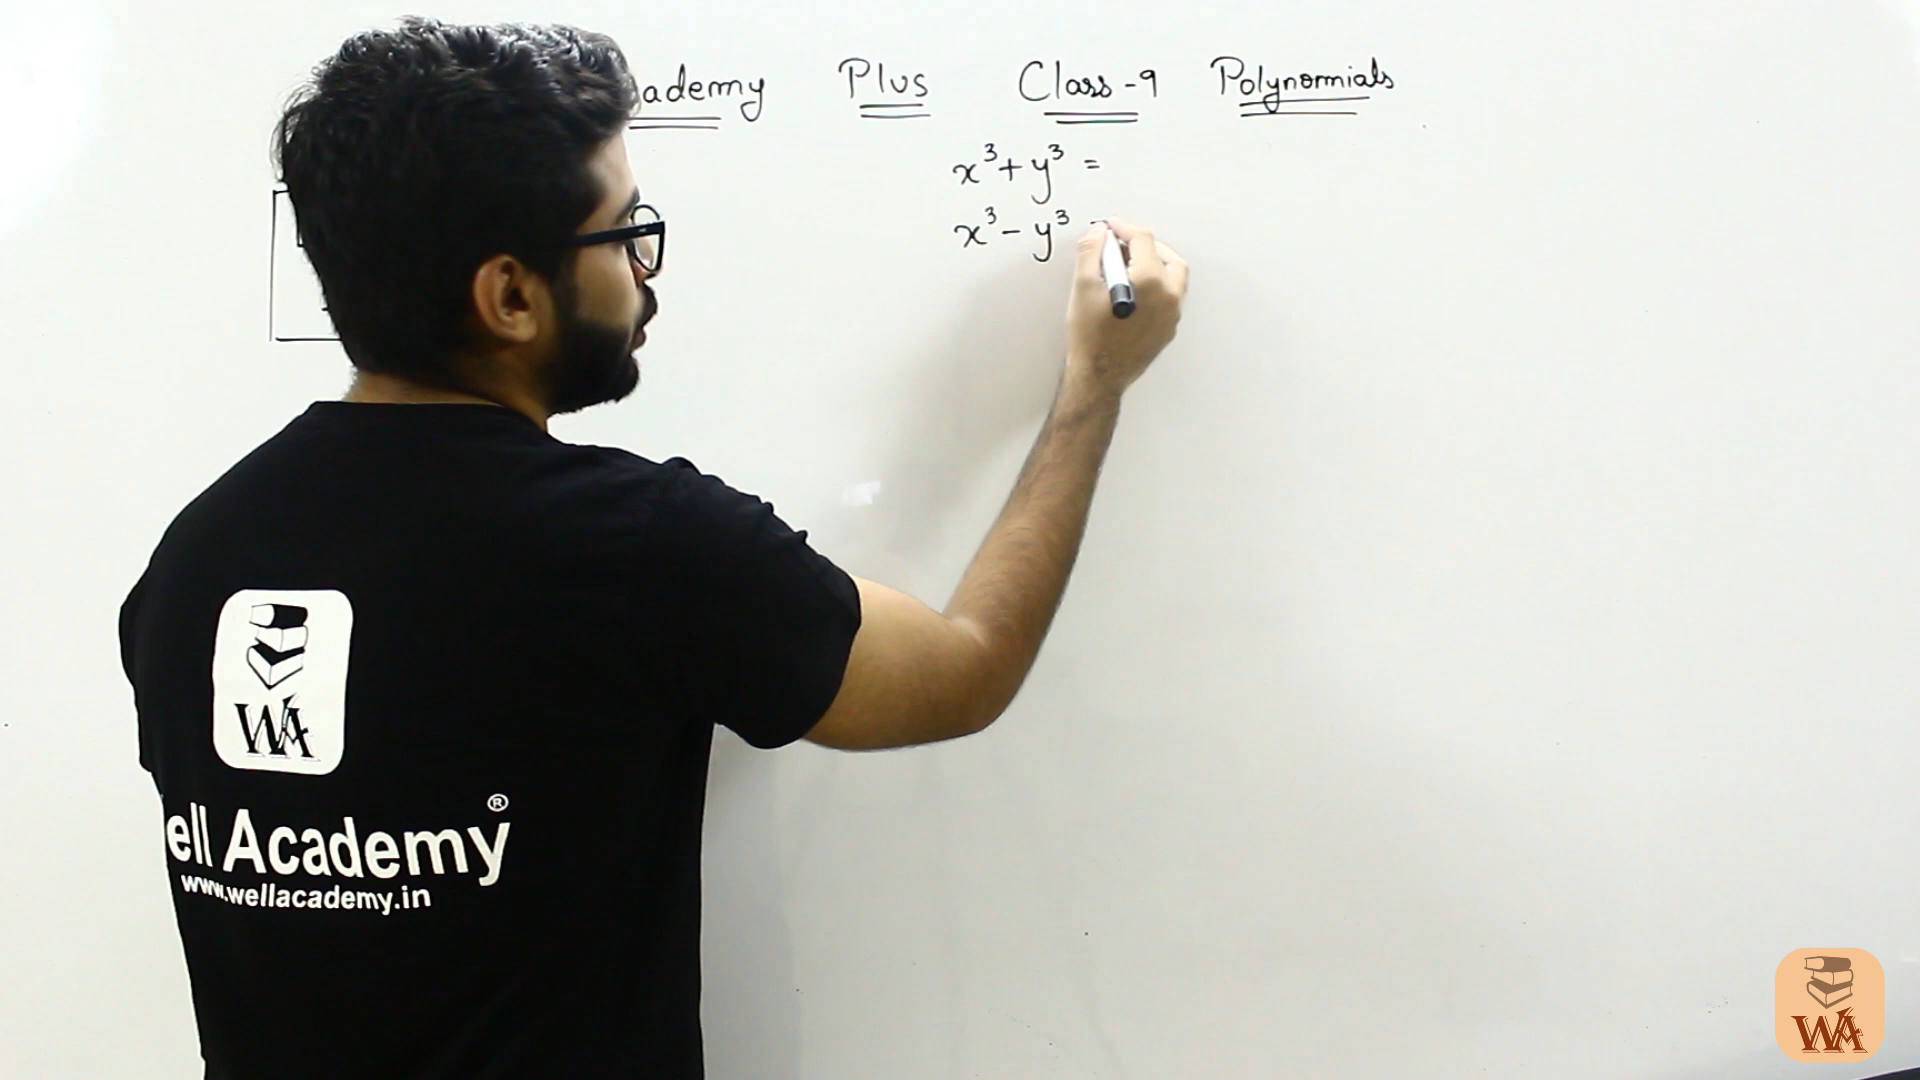 ademy Plus Class-9 Polynomials
x³ + y³ =
x³ - y³
WA
ell Academy®
www.wellacademy.in
WA